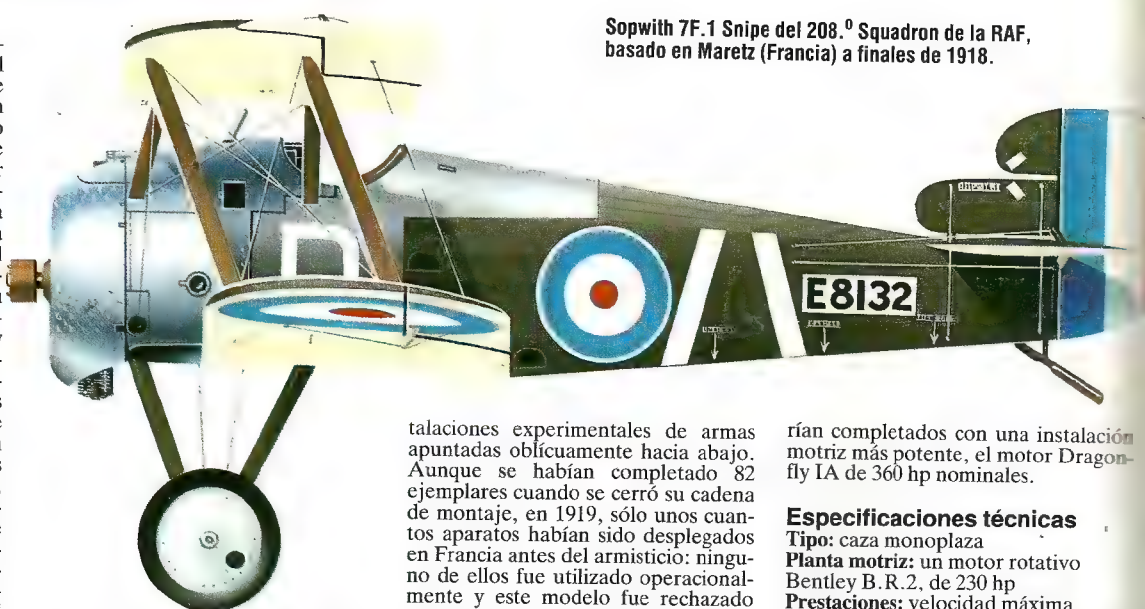 Sopwith 7F.1 Snipe del 208.º Squadron de la RAF,
basado en Maretz (Francia) a finales de 1918.
D
E8132
talaciones experimentales de armas
apuntadas oblícuamente hacia abajo.
Aunque se habían completado 82
ejemplares cuando se cerró su cadena
de montaje, en 1919, sólo unos cuan-
tos aparatos habían sido desplegados
en Francia antes del armisticio: ningu-
no de ellos fue utilizado operacional-
mente y este modelo fue rechazado
rían completados con una instalación
motriz más potente, el motor Dragon-
fly IA de 360 hp nominales.
Especificaciones técnicas
Tipo: caza monoplaza
Planta motriz: un motor rotativo
Bentley B.R.2, de 230 hp
Prestaciones: velocidad máxima